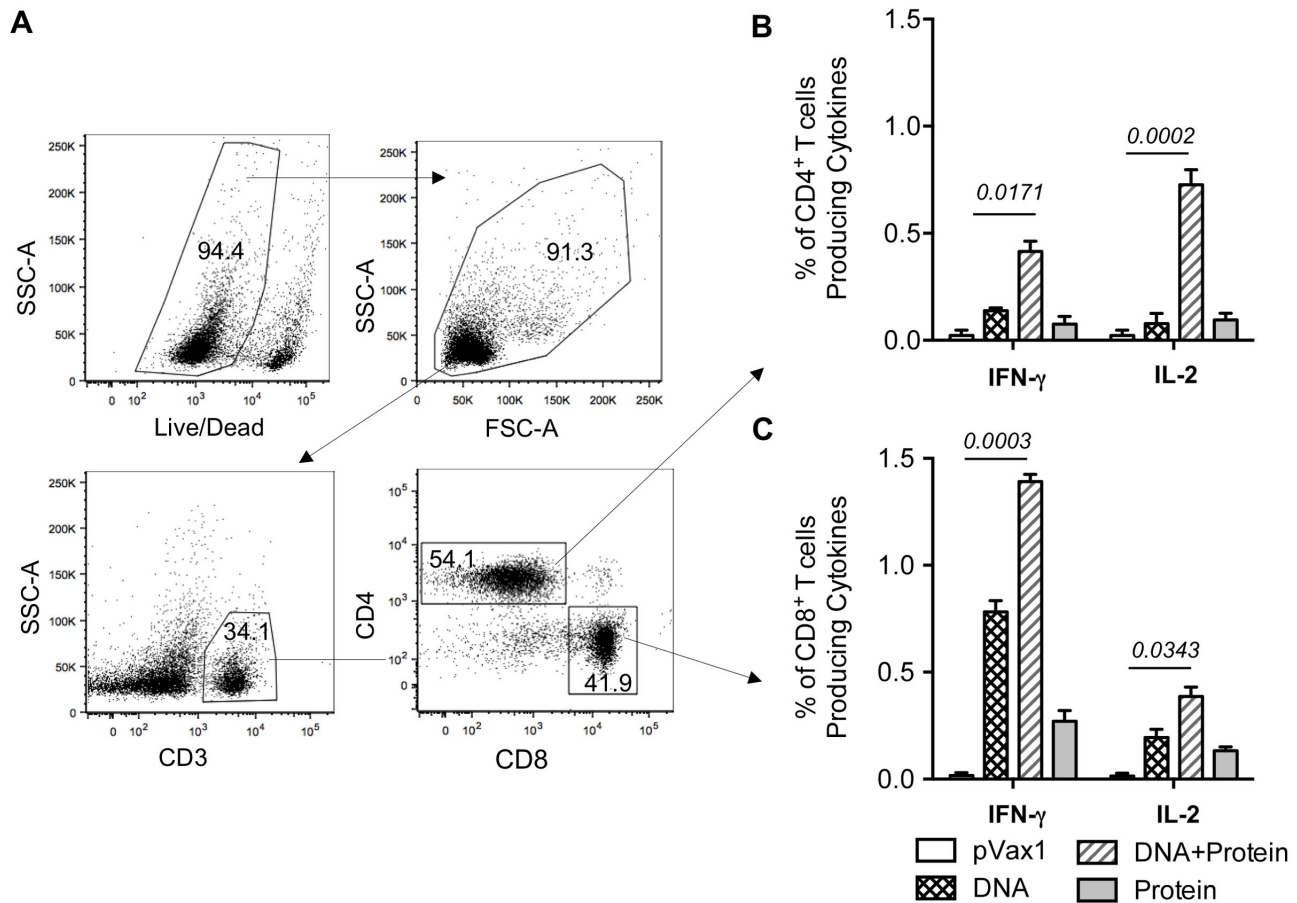 A
250K
200K
150K
100K
50K
0
SSC-A
94.4
0 10² 10³ 10⁴ 10⁵
Live/Dead
250K
200K
150K
100K
50K
0
SSC-A
91.3
0 50K 100K 150K 200K 250K
FSC-A
250K
200K
150K
100K
50K
0
SSC-A
34.1
0 10² 10³ 10⁴ 10⁵
CD3
10⁵
10⁴
10³
10²
0
CD4
54.1
41.9
0 10² 10³ 10⁴ 10⁵
CD8
B
% of CD4⁺ T cells
Producing Cytokines
1.5
1.0
0.5
0.0
0.0171
0.0002
IFN-γ IL-2
C
% of CD8⁺ T cells
Producing Cytokines
1.5
1.0
0.5
0.0
0.0003
0.0343
IFN-γ IL-2
pVax1 DNA+Protein
DNA Protein